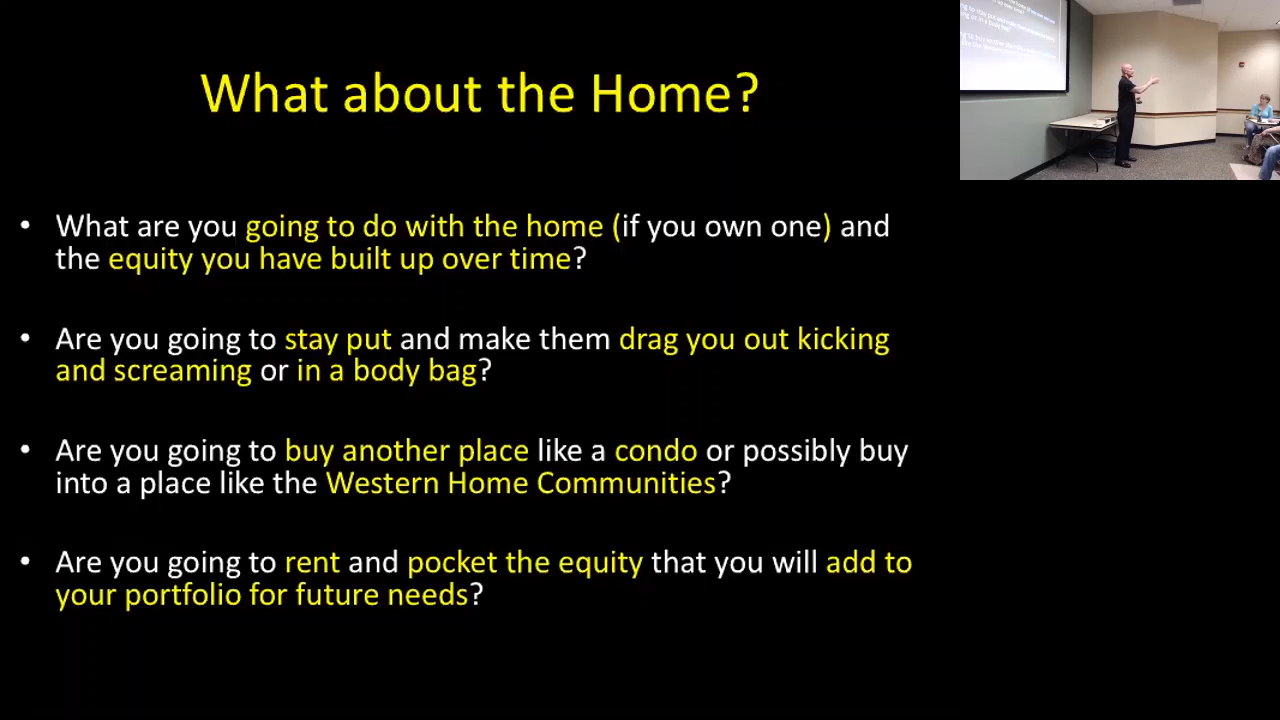 What about the Home?
• What are you going to do with the home (if you own one) and
the equity you have built up over time?
• Are you going to stay put and make them drag you out kicking
and screaming or in a body bag?
• Are you going to buy another place like a condo or possibly buy
into a place like the Western Home Communities?
• Are you going to rent and pocket the equity that you will add to
your portfolio for future needs?